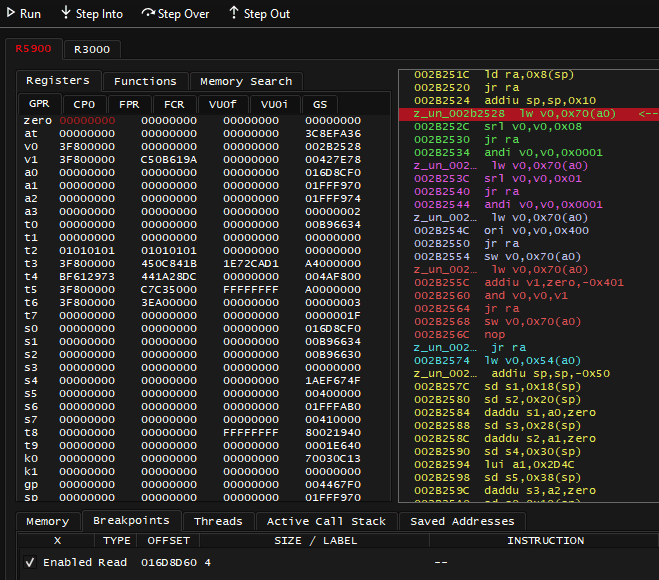 Run Step Into Step Over Step Out
R5900 R3000
Registers Functions Memory Search
GPR CP0 FPR FCR VU0f VU0i GS
zero 00000000 00000000 00000000 00000000
at 00000000 00000000 00000000 3C8EFA36
v0 3F800000 00000000 00000000 002B2528
v1 3F800000 C50B619A 00000000 00427E78
a0 00000000 00000000 00000000 016D8CF0
a1 00000000 00000000 00000000 01FFF970
a2 00000000 00000000 00000000 01FFF974
a3 00000000 00000000 00000000 00000002
t0 00000000 00000000 00000000 00B96634
t1 00000000 00000000 00000000 00000000
t2 01010101 01010101 00000000 00000000
t3 3F800000 450C841B 1E72CAD1 A4000000
t4 BF612973 441A28DC 00000000 004AF800
t5 3F800000 C7C35000 FFFFFFFF A0000000
t6 3F800000 3EA00000 00000000 00000003
t7 00000000 00000000 00000000 0000001F
s0 00000000 00000000 00000000 016D8CF0
s1 00000000 00000000 00000000 00B96634
s2 00000000 00000000 00000000 00B96630
s3 00000000 00000000 00000000 00000000
s4 00000000 00000000 00000000 1AEF674F
s5 00000000 00000000 00000000 00400000
s6 00000000 00000000 00000000 01FFFAB0
s7 00000000 00000000 00000000 00410000
t8 00000000 00000000 FFFFFFFF 80021940
t9 00000000 00000000 00000000 0001E640
k0 00000000 00000000 00000000 70030C13
k1 00000000 00000000 00000000 00000000
gp 00000000 00000000 00000000 004467F0
sp 00000000 00000000 00000000 01FFF970
002B251C ld ra,0x8(sp)
002B2520 jr ra
002B2524 addiu sp,sp,0x10
z_un_002b2528 lw v0,0x70(a0) <--
002B252C srl v0,v0,0x08
002B2530 jr ra
002B2534 andi v0,v0,0x0001
z_un_002… lw v0,0x70(a0)
002B253C srl v0,v0,0x01
002B2540 jr ra
002B2544 andi v0,v0,0x0001
z_un_002… lw v0,0x70(a0)
002B254C ori v0,v0,0x400
002B2550 jr ra
002B2554 sw v0,0x70(a0)
z_un_002… lw v0,0x70(a0)
002B255C addiu v1,zero,-0x401
002B2560 and v0,v0,v1
002B2564 jr ra
002B2568 sw v0,0x70(a0)
002B256C nop
z_un_002… jr ra
002B2574 lw v0,0x54(a0)
z_un_002… addiu sp,sp,-0x50
002B257C sd s1,0x18(sp)
002B2580 sd s2,0x20(sp)
002B2584 daddu s1,a0,zero
002B2588 sd s3,0x28(sp)
002B258C daddu s2,a1,zero
002B2590 sd s4,0x30(sp)
002B2594 lui a1,0x2D4C
002B2598 sd s5,0x38(sp)
002B259C daddu s3,a2,zero
Memory Breakpoints Threads Active Call Stack Saved Addresses
X TYPE OFFSET SIZE / LABEL INSTRUCTION
Enabled Read 016D8D60 4 --